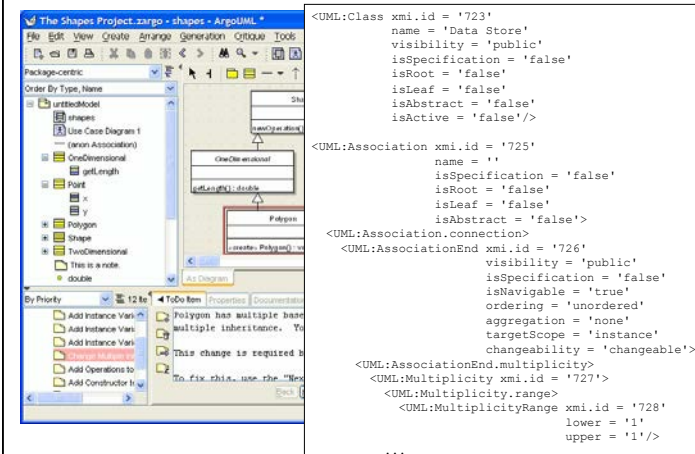 The Shapes Project.zargo - shapes - ArgoUML *
File Edit View Create Arrange Generation Critique Tools
Package-centric
Order By Type, Name
untitledModel
shapes
Use Case Diagram 1
(anon Association)
OneDimensional
getLength
Point
x
y
Polygon
Shape
TwoDimensional
This is a note.
double
Sha
newOperation()
OneDimensional
getLength() : double
Polygon
As Diagram
By Priority
12 Ite
ToDo Item Properties Documentation
Add Instance Vari
Add Instance Vari
Add Instance Vari
Add Operations to
Add Constructor to
Polygon has multiple base
multiple inheritance. Yo
This change is required b
To fix this, use the "Nex
Back
<UML:Class xmi.id = '723'
name = 'Data Store'
visibility = 'public'
isSpecification = 'false'
isRoot = 'false'
isLeaf = 'false'
isAbstract = 'false'
isActive = 'false'/>
<UML:Association xmi.id = '725'
name = ''
isSpecification = 'false'
isRoot = 'false'
isLeaf = 'false'
isAbstract = 'false'>
<UML:Association.connection>
<UML:AssociationEnd xmi.id = '726'
visibility = 'public'
isSpecification = 'false'
isNavigable = 'true'
ordering = 'unordered'
aggregation = 'none'
targetScope = 'instance'
changeability = 'changeable'>
<UML:AssociationEnd.multiplicity>
<UML:Multiplicity xmi.id = '727'>
<UML:Multiplicity.range>
<UML:MultiplicityRange xmi.id = '728'
lower = '1'
upper = '1'/>
...